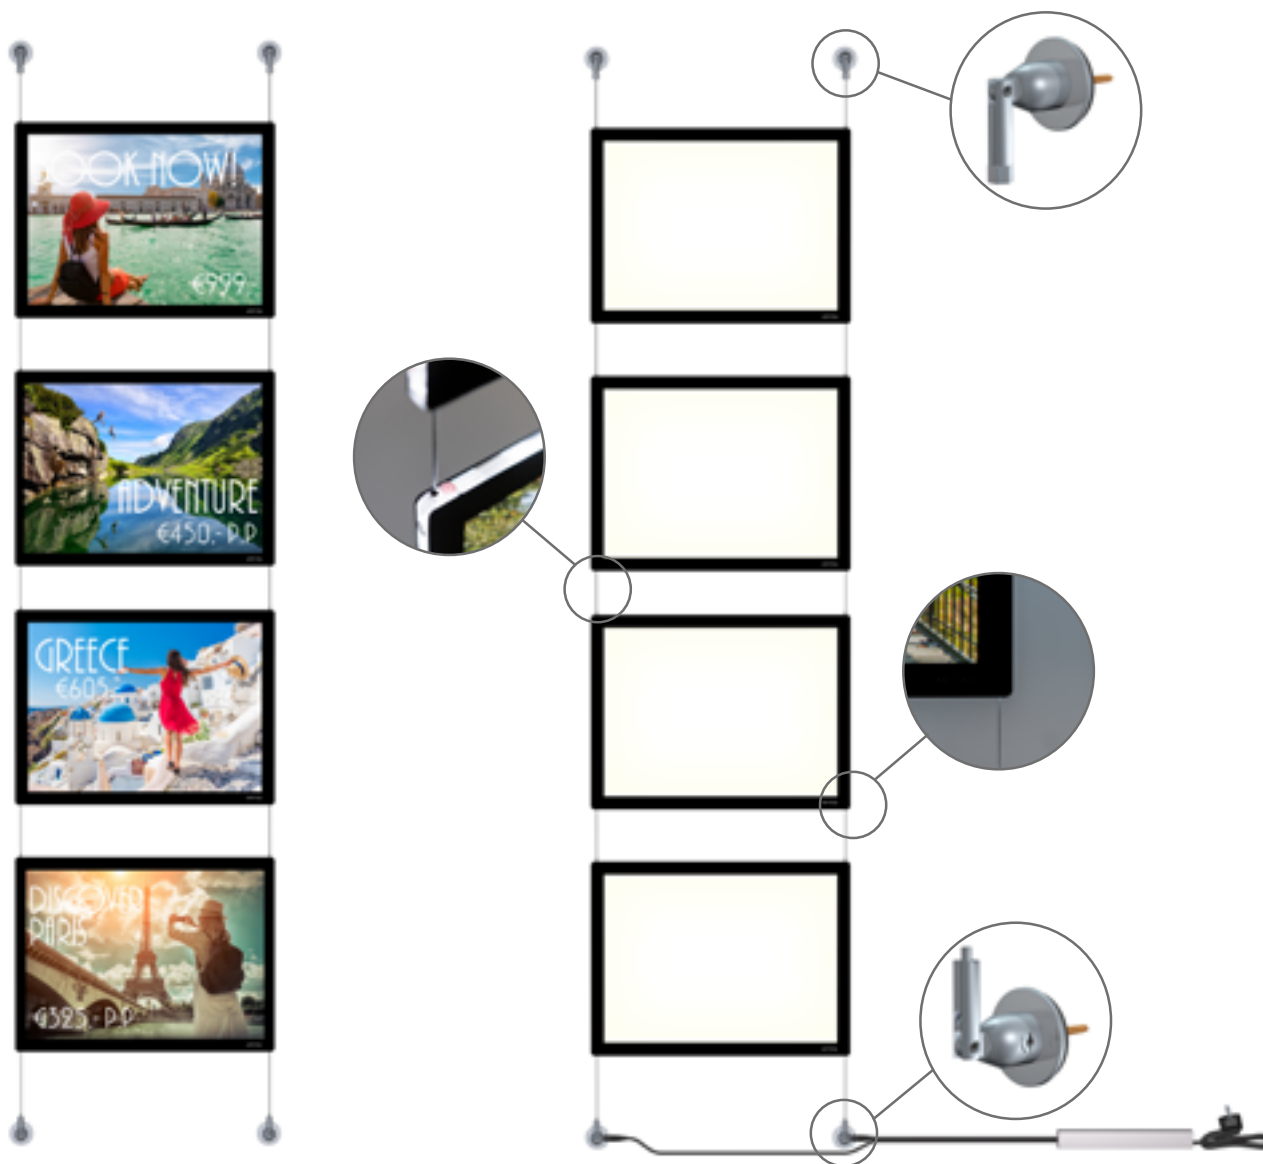 BOOK NOW!
€999,-
ADVENTURE
€450,- P.P
GREECE
€605,-
DISCOVER
PARIS
€325,- P.P